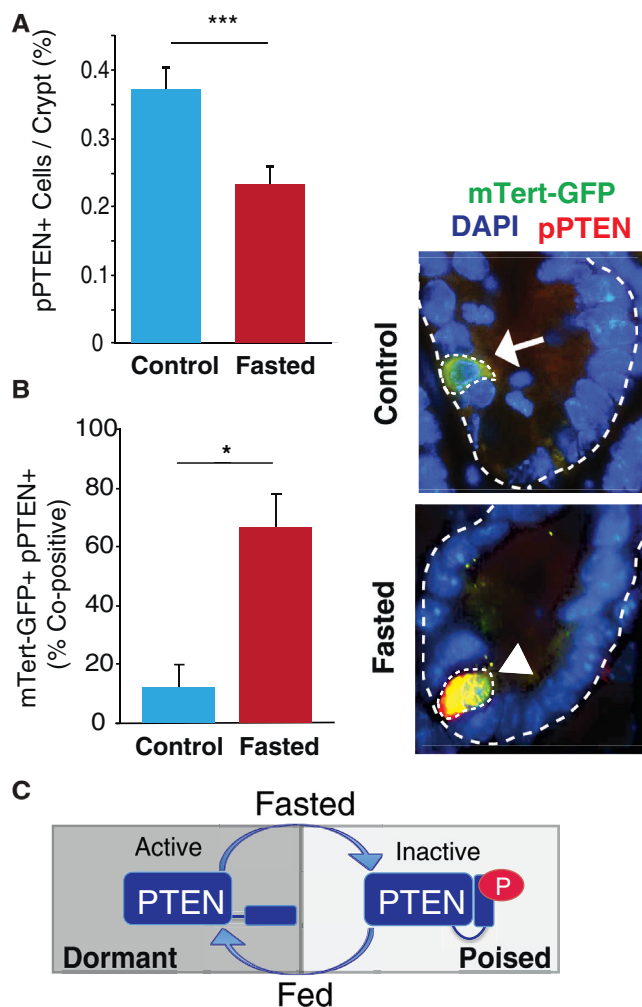 A
pPTEN+ Cells / Crypt (%)
0.4
0.3
0.2
0.1
0
***
Control
Fasted
mTert-GFP
DAPI pPTEN
Control
Fasted
B
mTert-GFP+ pPTEN+
(% Co-positive)
100
80
60
40
20
0
*
Control
Fasted
C
Fasted
Active
Inactive
PTEN
PTEN
P
Dormant
Poised
Fed